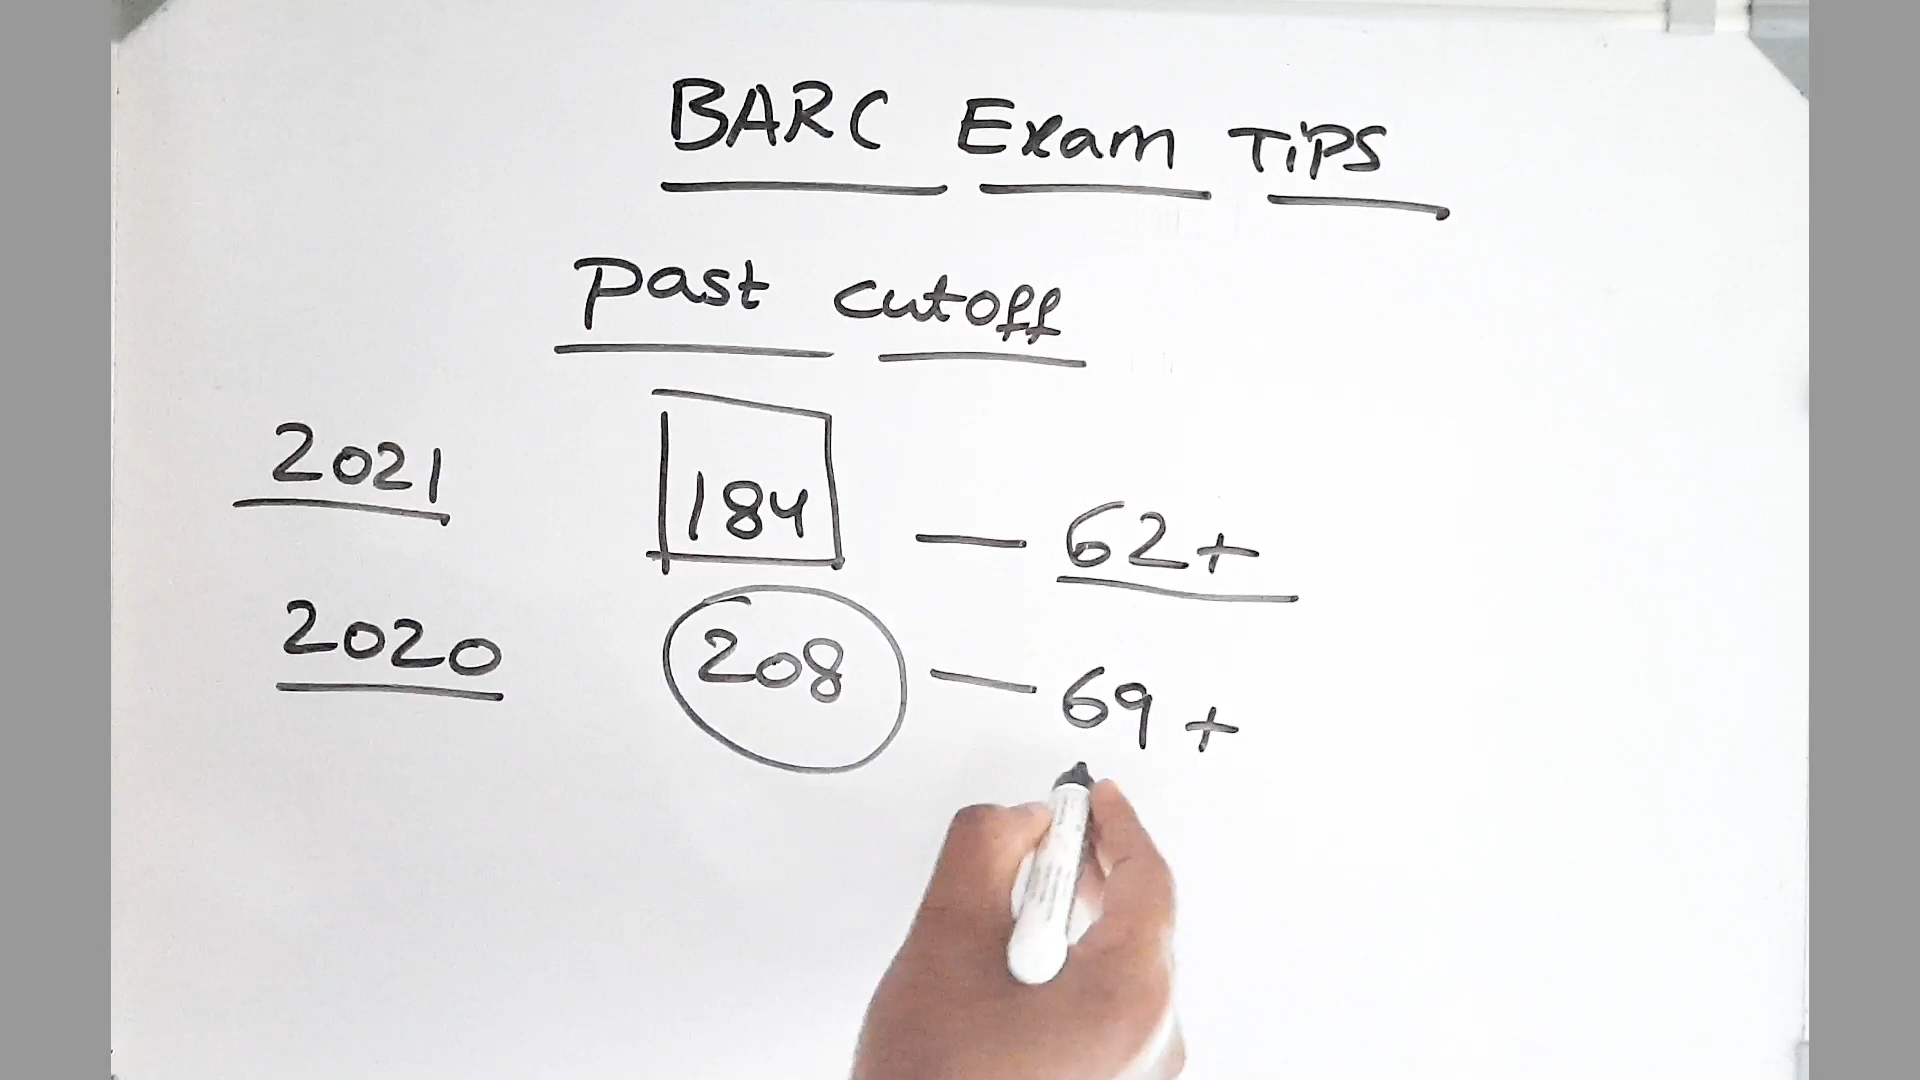 BARC Exam TiPS
Past cutoff
2021 184 — 62+
2020 208 — 69+